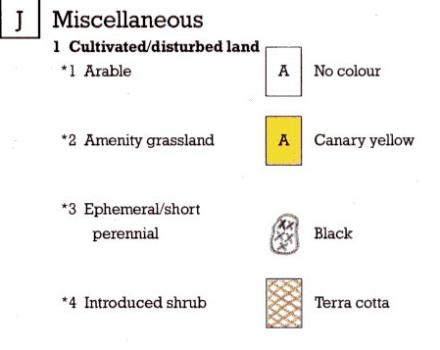 J Miscellaneous
1 Cultivated/disturbed land
*1 Arable A No colour
*2 Amenity grassland A Canary yellow
*3 Ephemeral/short
perennial Black
*4 Introduced shrub Terra cotta